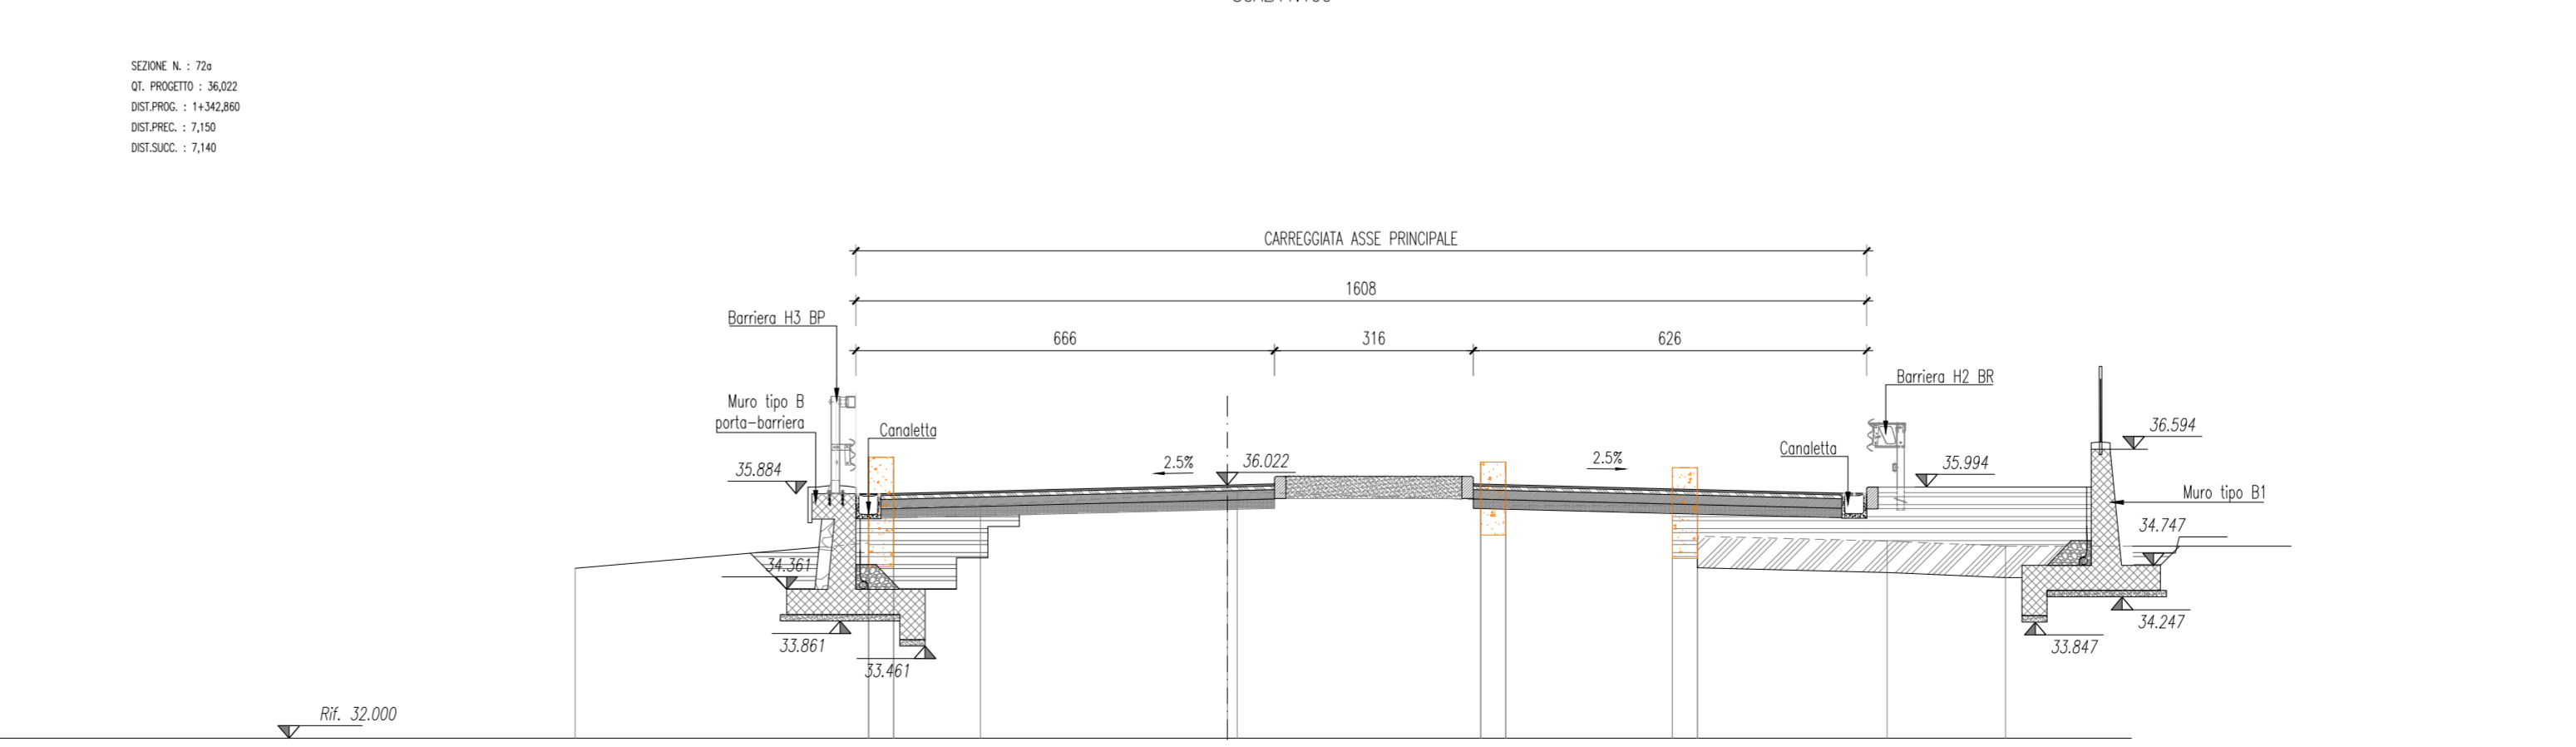 SEZIONE N. : 72a
QT. PROGETTO : 36,022
DIST.PROG. : 1+342,860
DIST.PREC. : 7,150
DIST.SUCC. : 7,140
CARREGGIATA ASSE PRINCIPALE
1608
666
316
626
Barriera H3 BP
Barriera H2 BR
Muro tipo B
porta-barriera
Canaletta
Canaletta
36.594
35.884
2.5%
36.022
2.5%
35.994
Muro tipo B1
34.747
34.361
34.247
33.861
33.847
33.461
Rif. 32.000